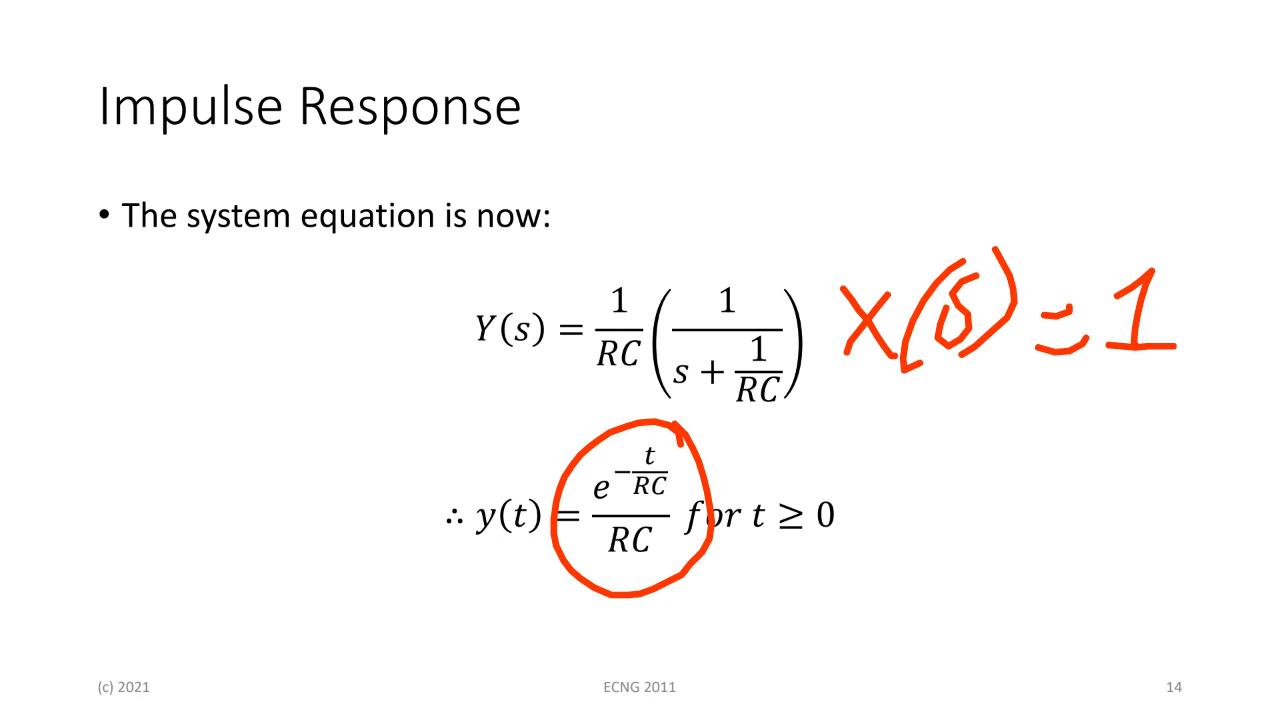 Impulse Response
• The system equation is now:
Y(s) = 1/RC (1/(s + 1/RC)) X(s) = 1
∴ y(t) = e^(-t/RC)/RC for t ≥ 0
(c) 2021 ECNG 2011 14